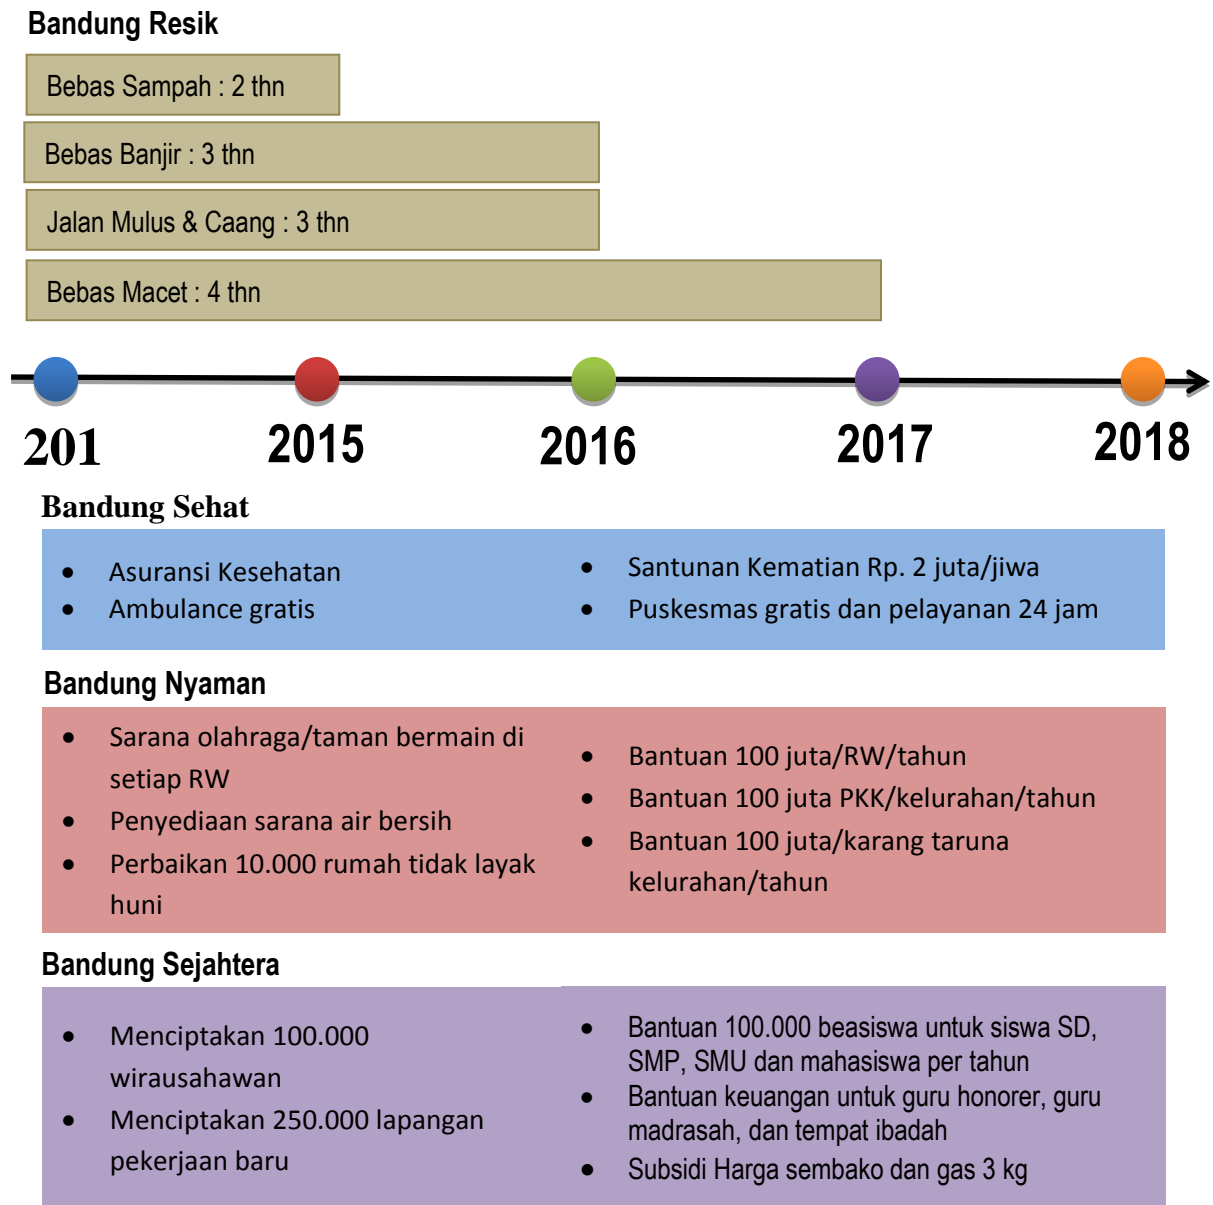 Bandung Resik
Bebas Sampah : 2 thn
Bebas Banjir : 3 thn
Jalan Mulus & Caang : 3 thn
Bebas Macet : 4 thn
201 2015 2016 2017 2018
Bandung Sehat
• Asuransi Kesehatan
• Ambulance gratis
• Santunan Kematian Rp. 2 juta/jiwa
• Puskesmas gratis dan pelayanan 24 jam
Bandung Nyaman
• Sarana olahraga/taman bermain di
setiap RW
• Penyediaan sarana air bersih
• Perbaikan 10.000 rumah tidak layak
huni
• Bantuan 100 juta/RW/tahun
• Bantuan 100 juta PKK/kelurahan/tahun
• Bantuan 100 juta/karang taruna
kelurahan/tahun
Bandung Sejahtera
• Menciptakan 100.000
wirausahawan
• Menciptakan 250.000 lapangan
pekerjaan baru
• Bantuan 100.000 beasiswa untuk siswa SD,
SMP, SMU dan mahasiswa per tahun
• Bantuan keuangan untuk guru honorer, guru
madrasah, dan tempat ibadah
• Subsidi Harga sembako dan gas 3 kg